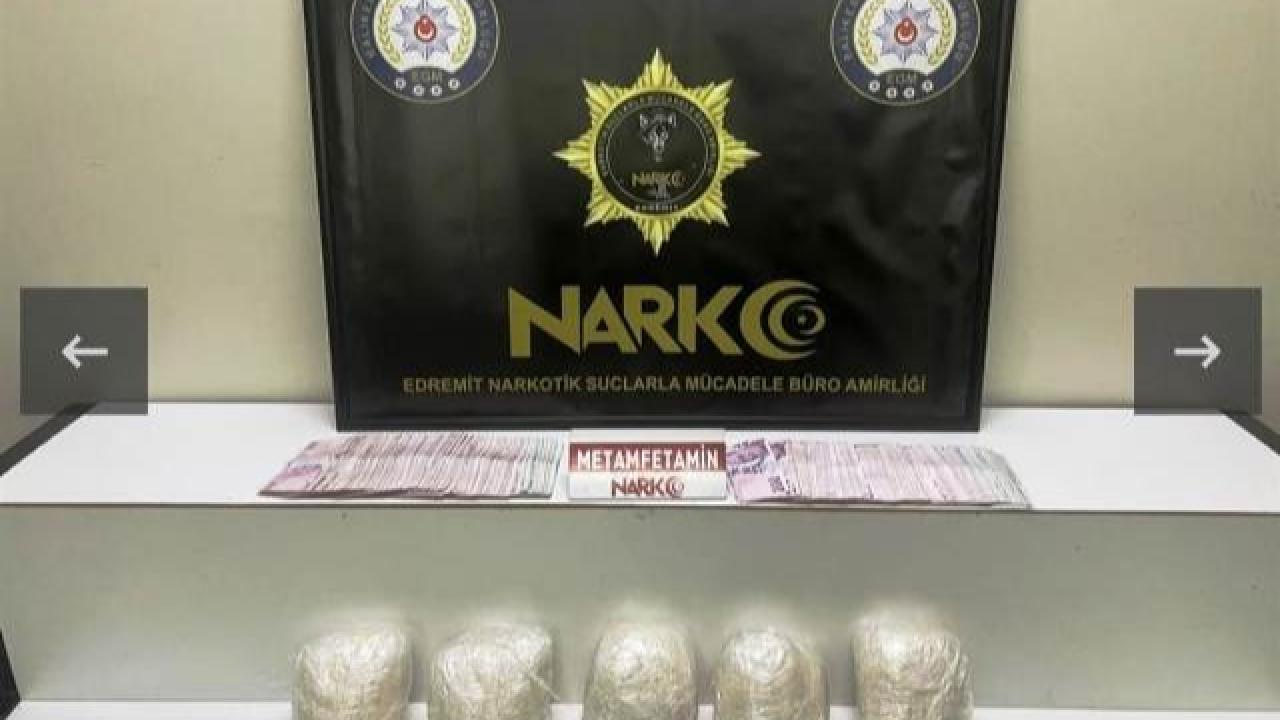 EGM
EGM
NARKO
NARKO
EDREMİT NARKOTİK SUÇLARLA MÜCADELE BÜRO AMİRLİĞİ
METAMFETAMİN
NARKO